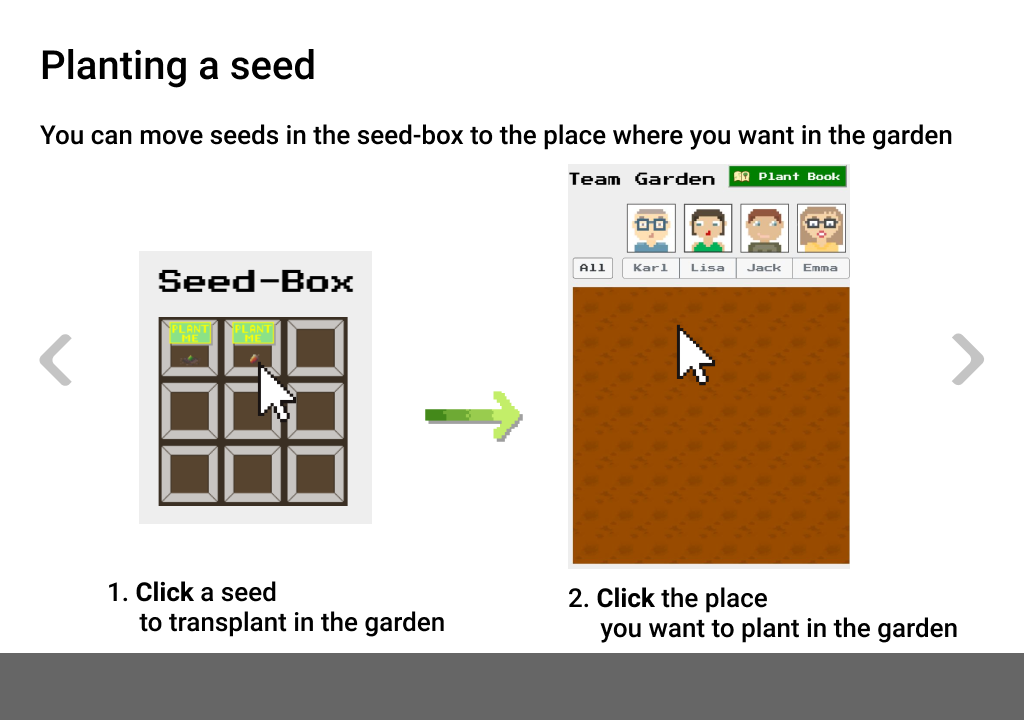 Planting a seed
You can move seeds in the seed-box to the place where you want in the garden
Seed-Box
PLANT
ME
PLANT
ME
Team Garden
Plant Book
All
Karl
Lisa
Jack
Emma
1. Click a seed
to transplant in the garden
2. Click the place
you want to plant in the garden